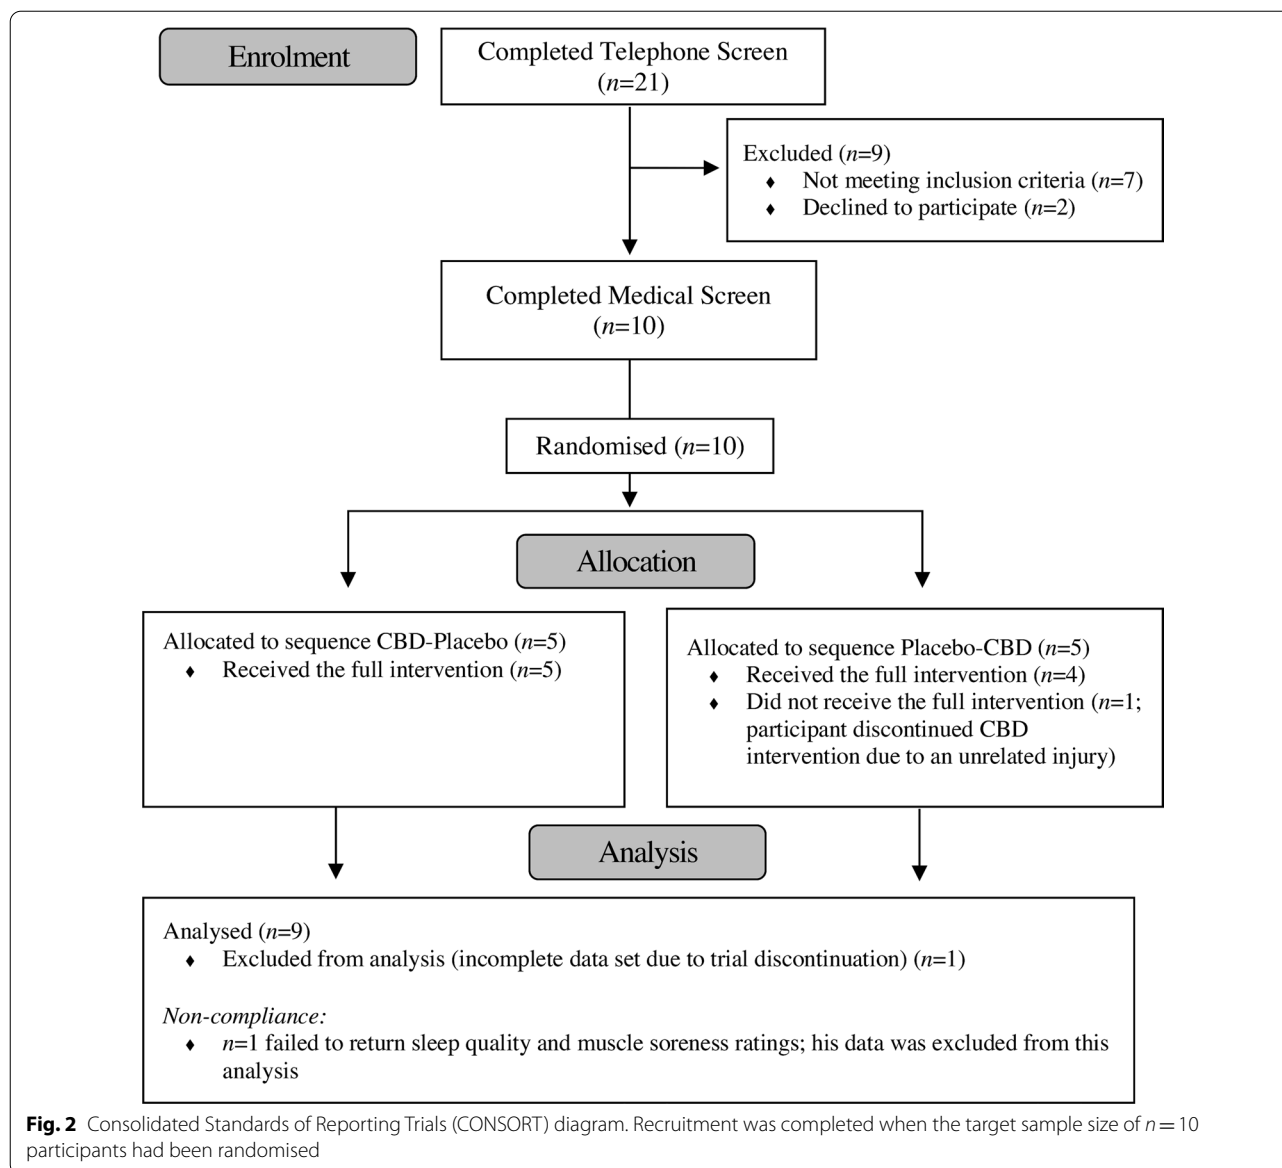 Enrolment
Completed Telephone Screen
(n=21)
Excluded (n=9)
♦ Not meeting inclusion criteria (n=7)
♦ Declined to participate (n=2)
Completed Medical Screen
(n=10)
Randomised (n=10)
Allocation
Allocated to sequence CBD-Placebo (n=5)
♦ Received the full intervention (n=5)
Allocated to sequence Placebo-CBD (n=5)
♦ Received the full intervention (n=4)
♦ Did not receive the full intervention (n=1;
participant discontinued CBD
intervention due to an unrelated injury)
Analysis
Analysed (n=9)
♦ Excluded from analysis (incomplete data set due to trial discontinuation) (n=1)
Non-compliance:
♦ n=1 failed to return sleep quality and muscle soreness ratings; his data was excluded from this
analysis
Fig. 2 Consolidated Standards of Reporting Trials (CONSORT) diagram. Recruitment was completed when the target sample size of n = 10
participants had been randomised